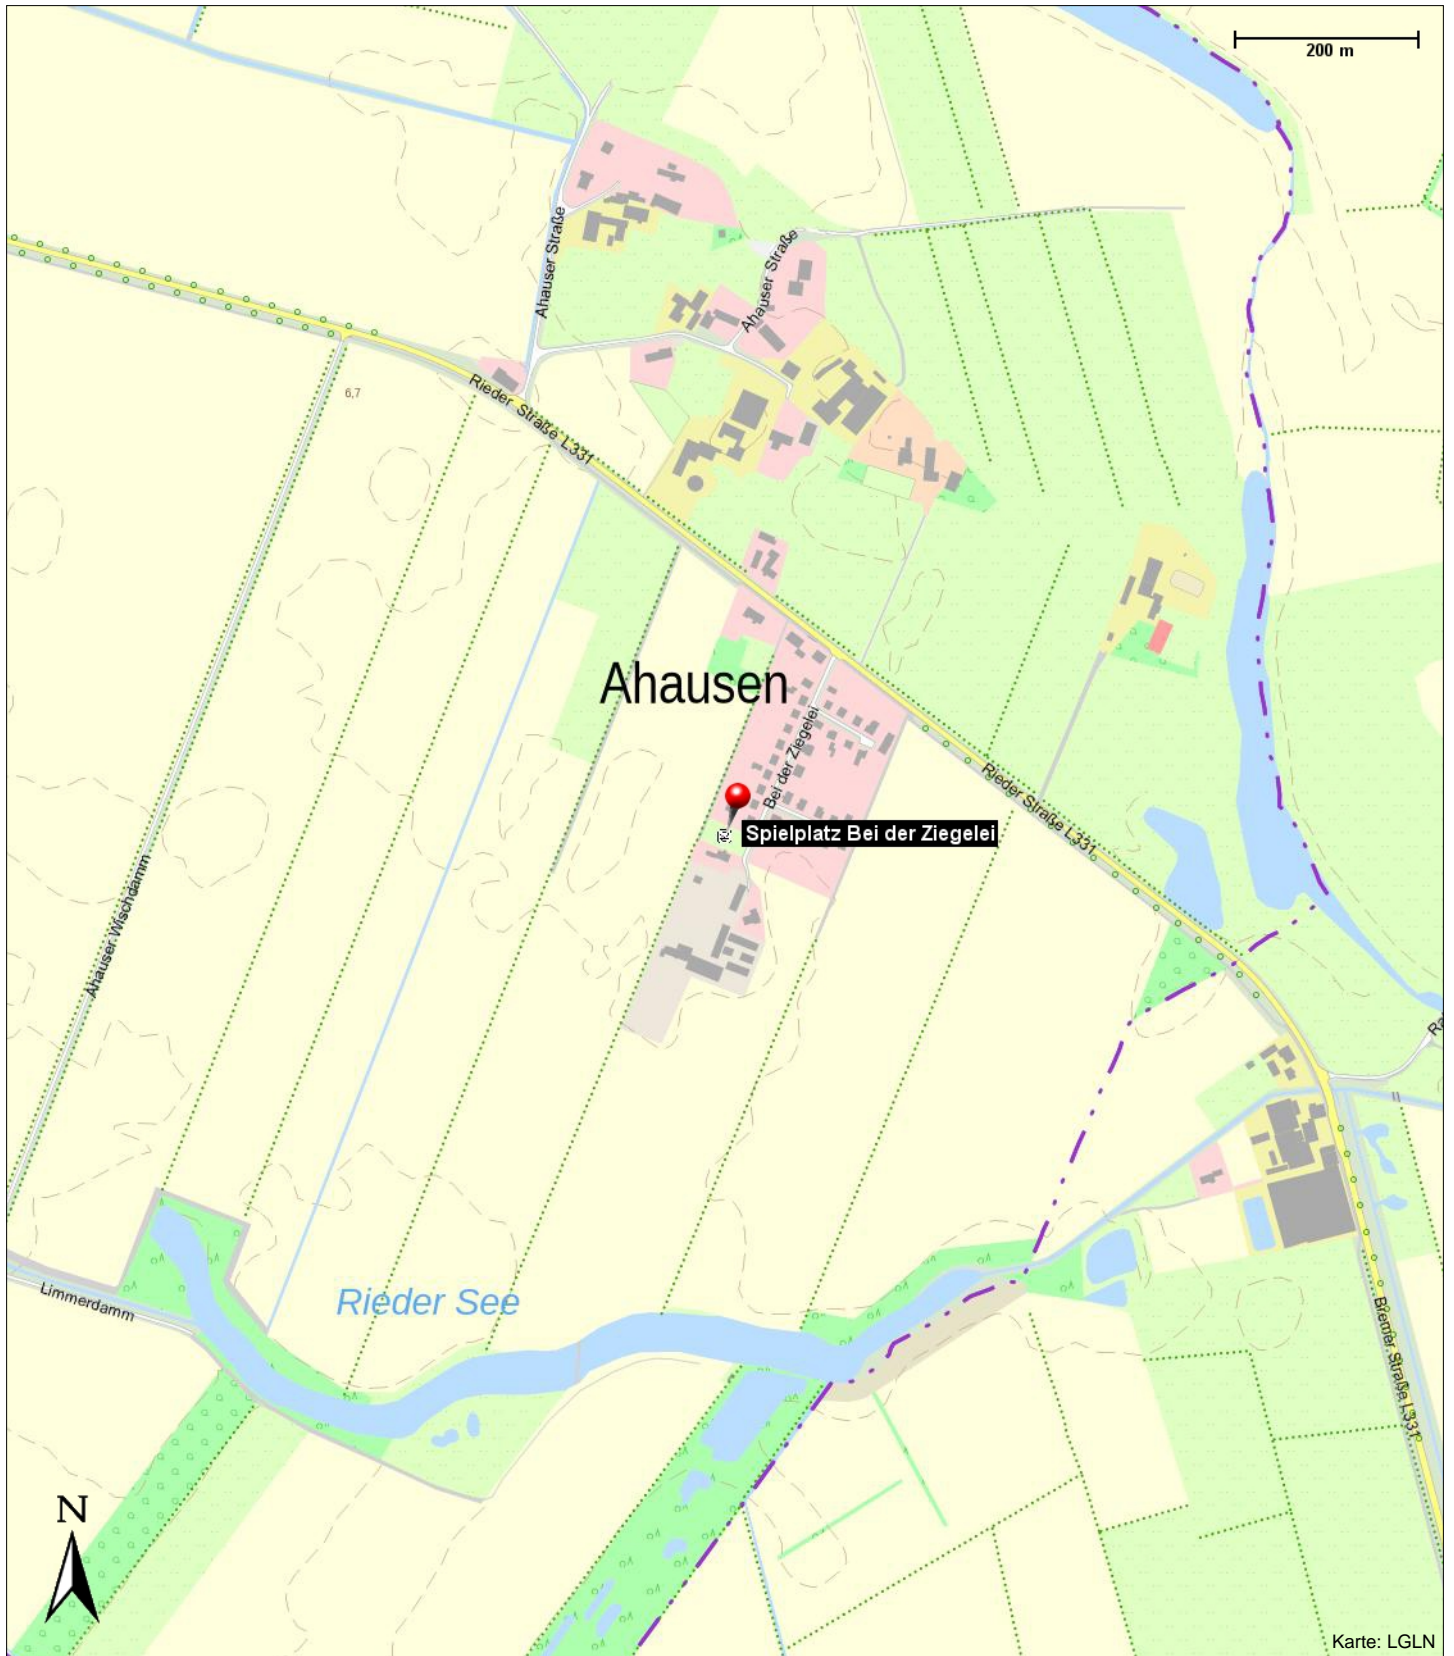 200 m
Ahauser Straße
Ahauser Straße
6,7
Rieder Straße L331
Ahausen
Bei der Ziegelei
Rieder Straße L331
Spielplatz Bei der Ziegelei
Ahauser Wischdamm
Ra
Limmerdamm
Rieder See
Bremer Straße L331
N
Karte: LGLN